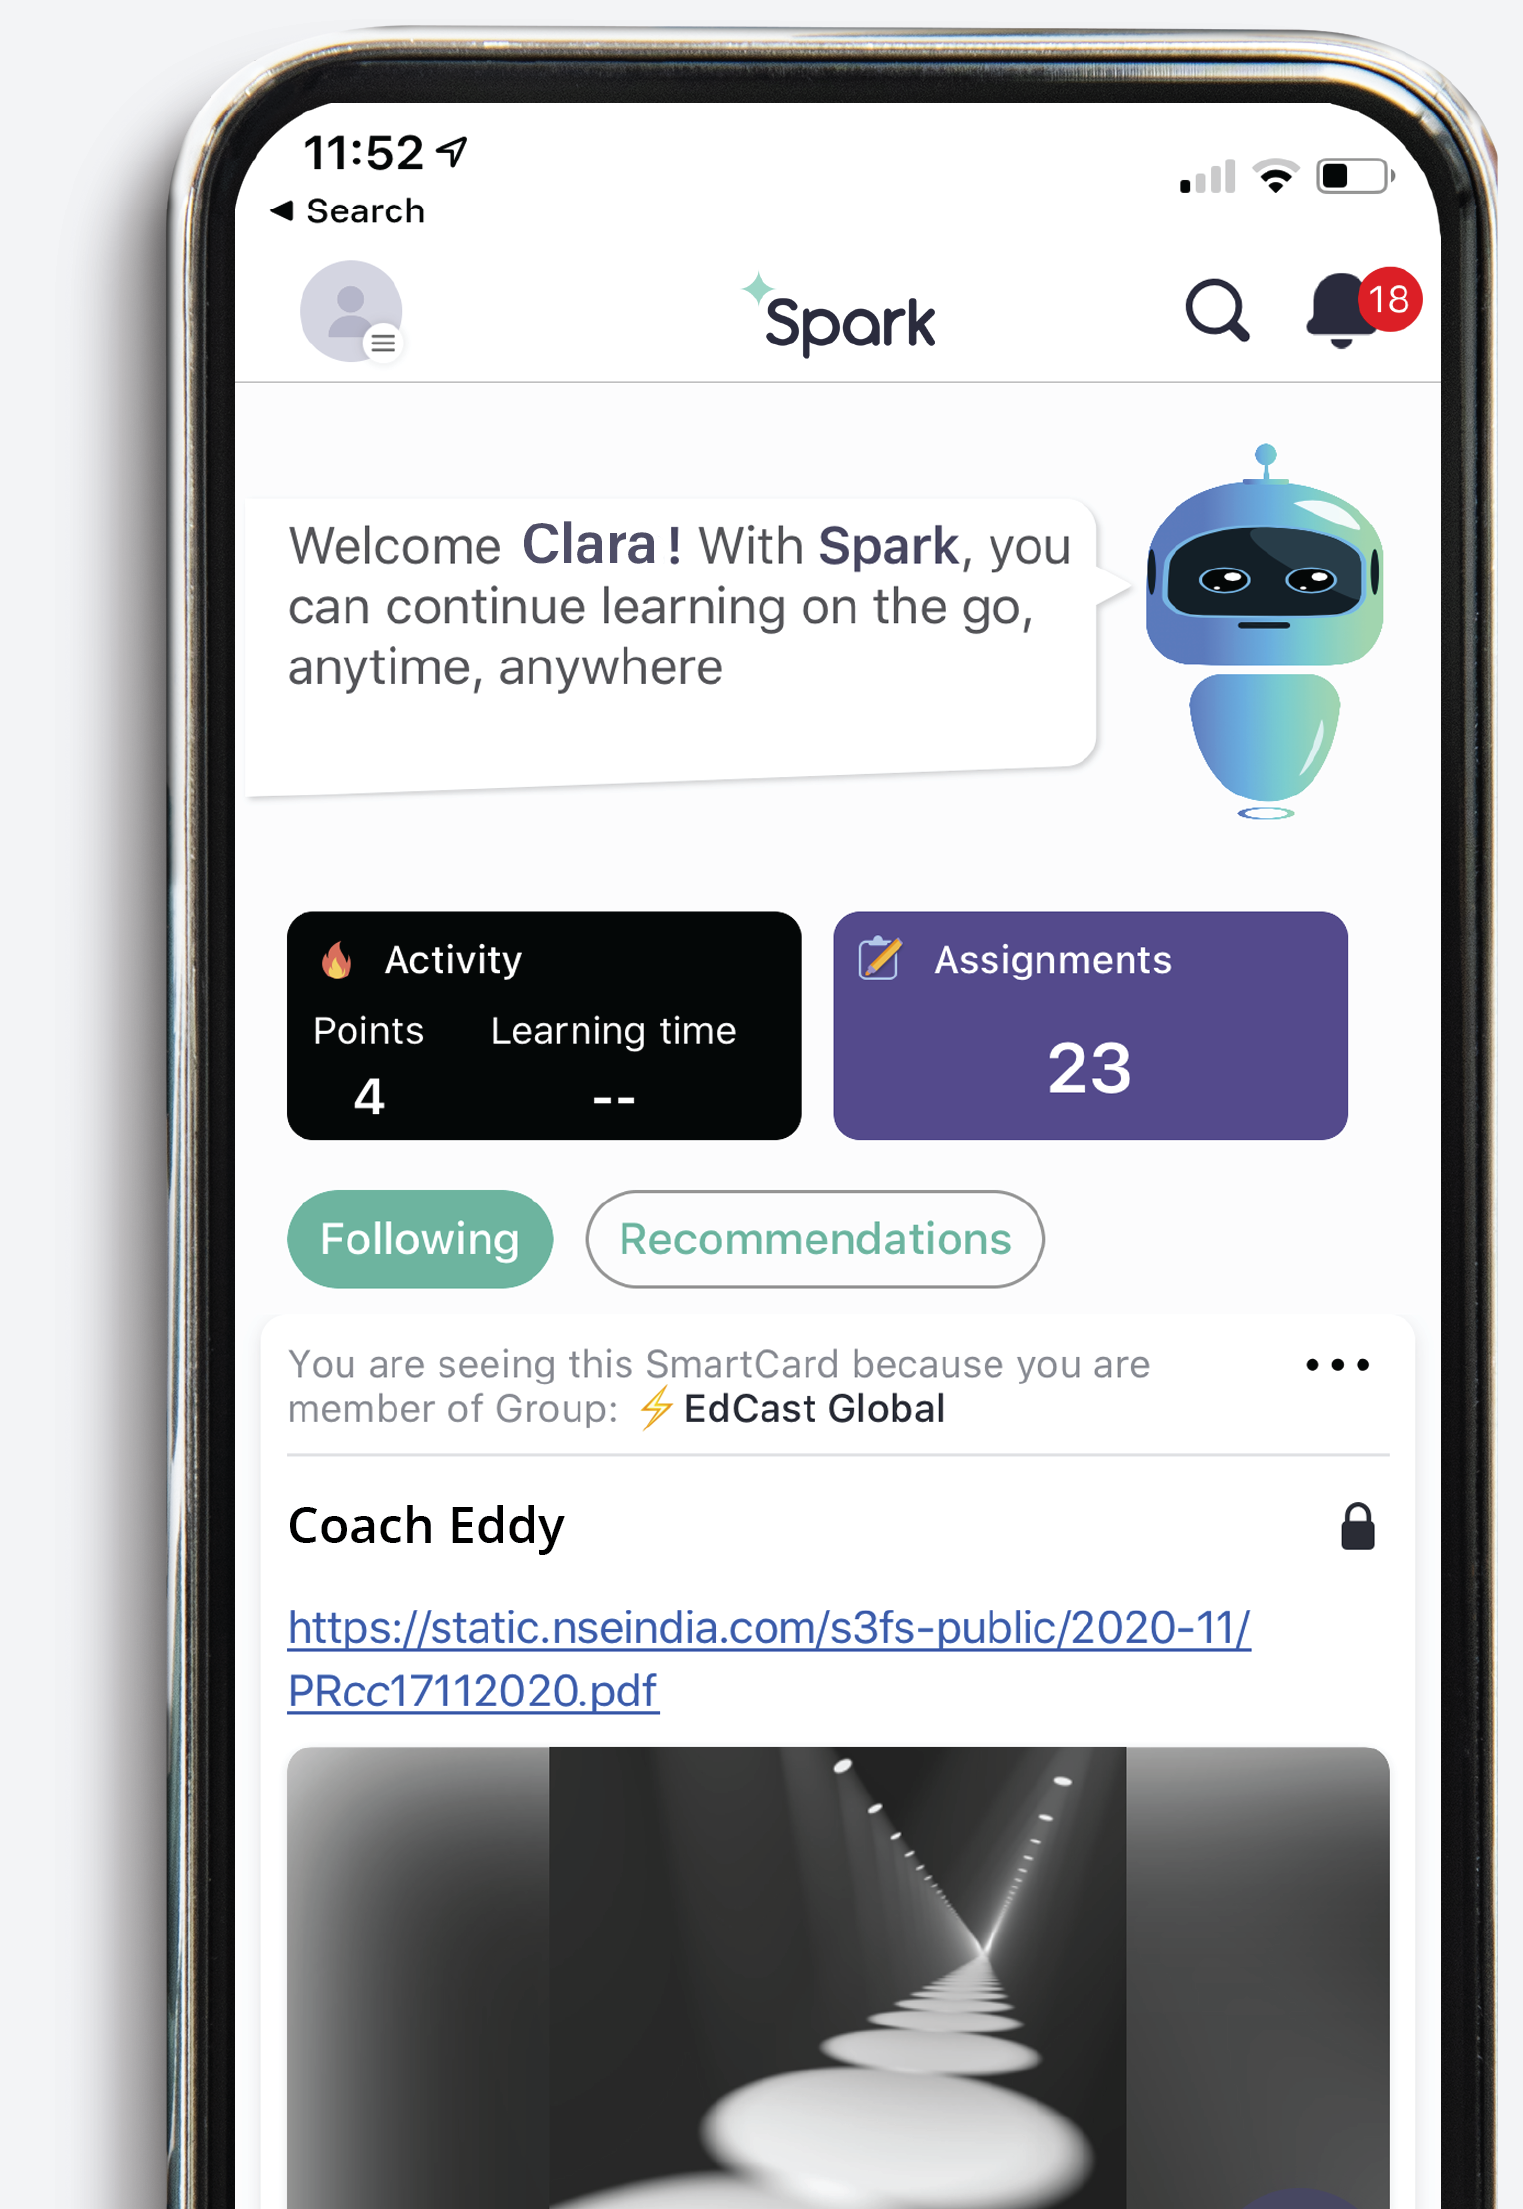 11:52
Search
Spark
18
Welcome Clara ! With Spark, you
can continue learning on the go,
anytime, anywhere
Activity
Points Learning time
4 --
Assignments
23
Following Recommendations
You are seeing this SmartCard because you are
member of Group: ⚡ EdCast Global
Coach Eddy
https://static.nseindia.com/s3fs-public/2020-11/
PRcc17112020.pdf